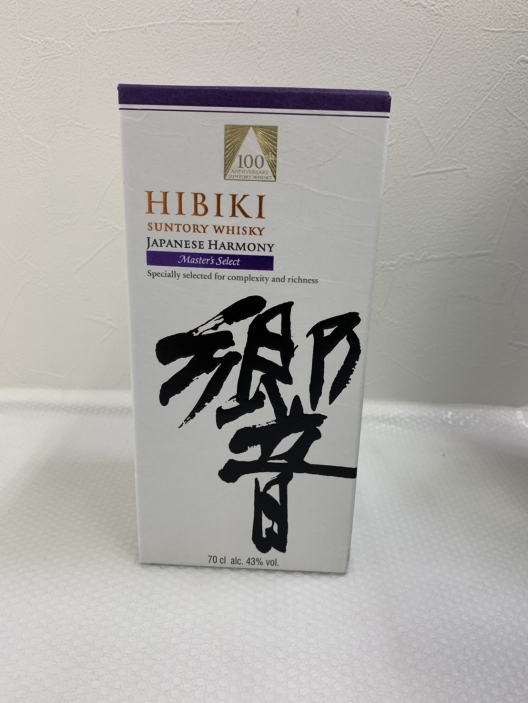 100th
ANNIVERSARY
SUNTORY WHISKY
HIBIKI
SUNTORY WHISKY
JAPANESE HARMONY
Master's Select
Specially selected for complexity and richness
響
70 cl alc. 43% vol.